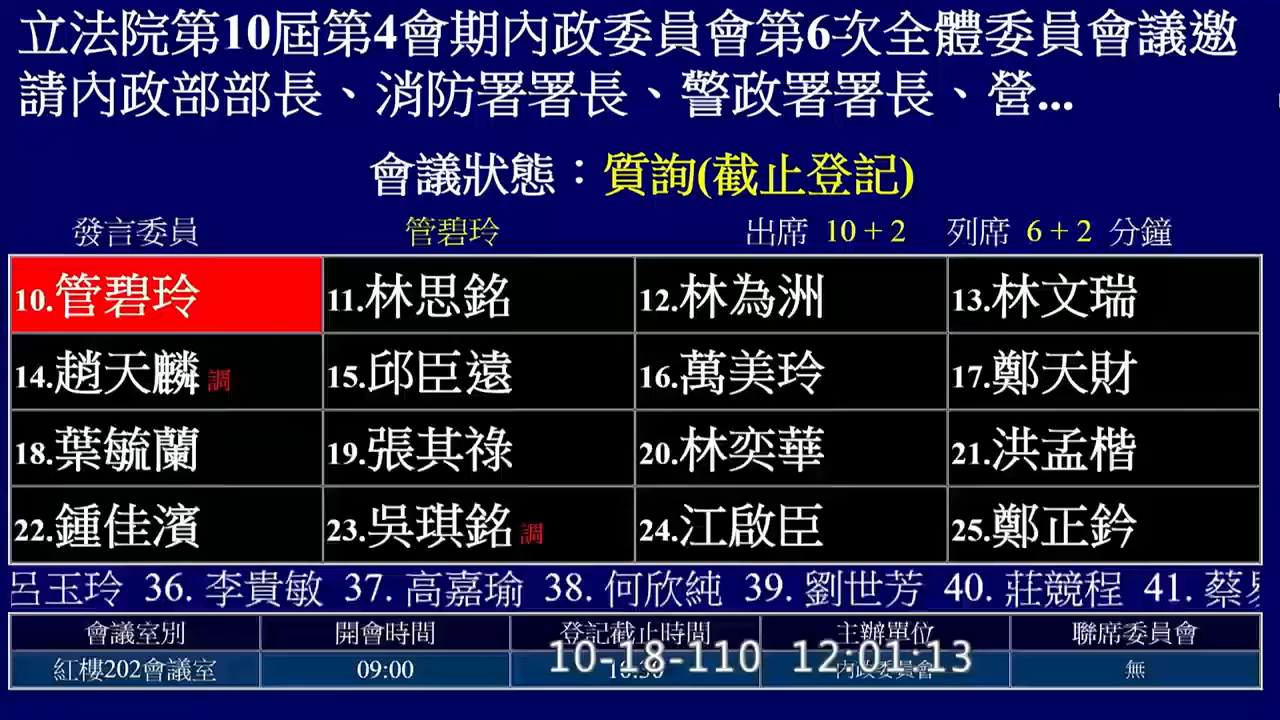 立法院第10屆第4會期內政委員會第6次全體委員會議邀
請內政部部長、消防署署長、警政署署長、營...
會議狀態：質詢(截止登記)
發言委員 管碧玲 出席 10 + 2 列席 6 + 2 分鐘
10.管碧玲 11.林思銘 12.林為洲 13.林文瑞
14.趙天麟 調 15.邱臣遠 16.萬美玲 17.鄭天財
18.葉毓蘭 19.張其祿 20.林奕華 21.洪孟楷
22.鍾佳濱 23.吳琪銘 調 24.江啟臣 25.鄭正鈐
呂玉玲 36. 李貴敏 37. 高嘉瑜 38. 何欣純 39. 劉世芳 40. 莊競程 41. 蔡
會議室別 開會時間 登記截止時間 主辦單位 聯席委員會
紅樓202會議室 09:00 10:30 內政委員會 無
10-18-110 12:01:13